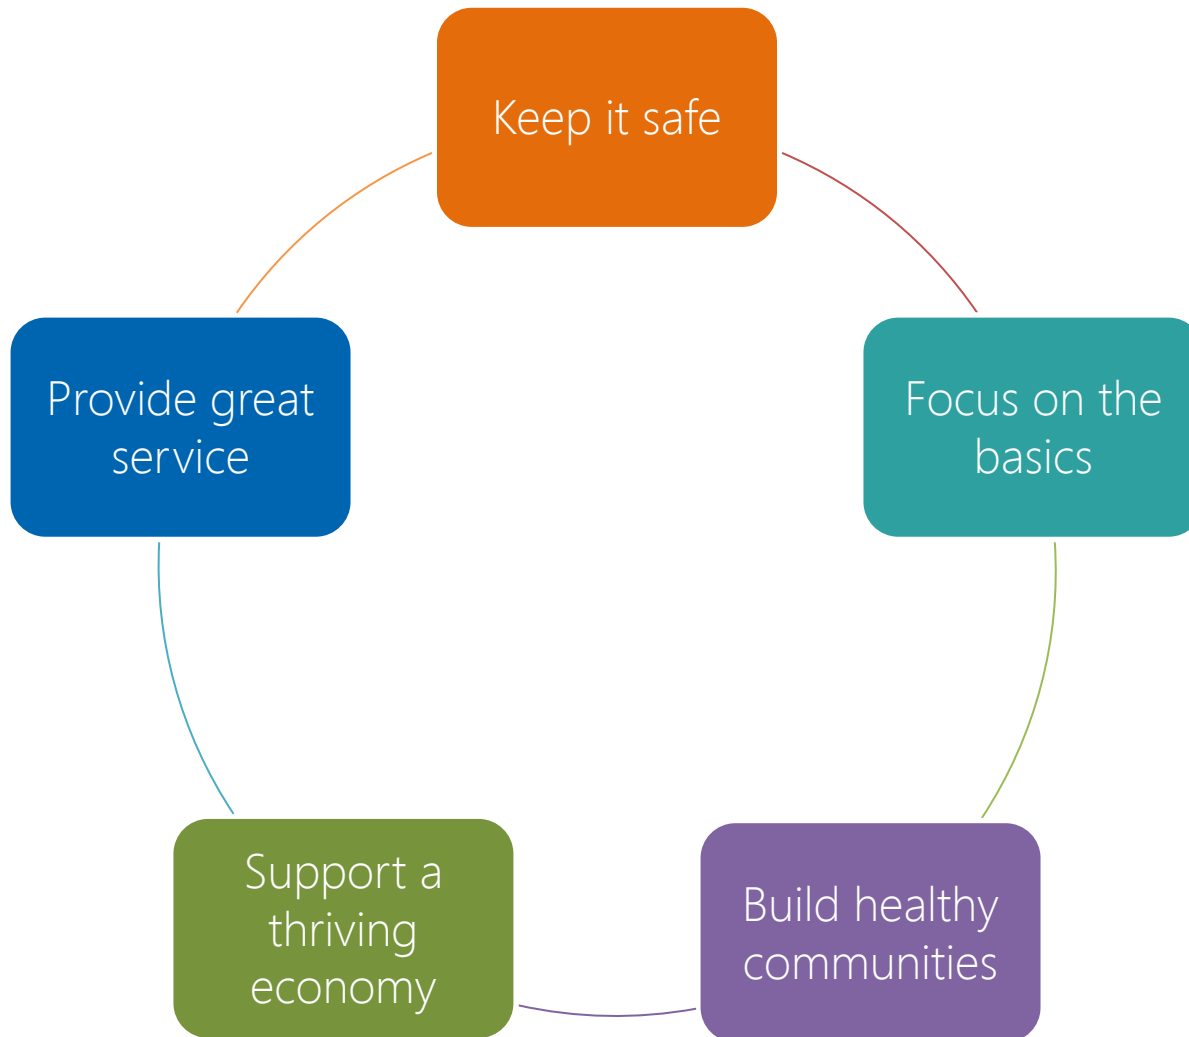 Keep it safe
Focus on the
basics
Build healthy
communities
Support a
thriving
economy
Provide great
service